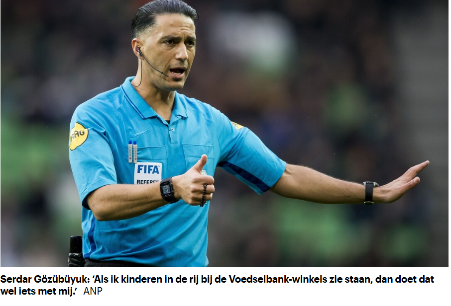 FIFA
REFEREE
Serdar Gözübüyük: ‘Als ik kinderen in de rij bij de Voedselbank-winkels zie staan, dan doet dat
wel iets met mij.’ ANP